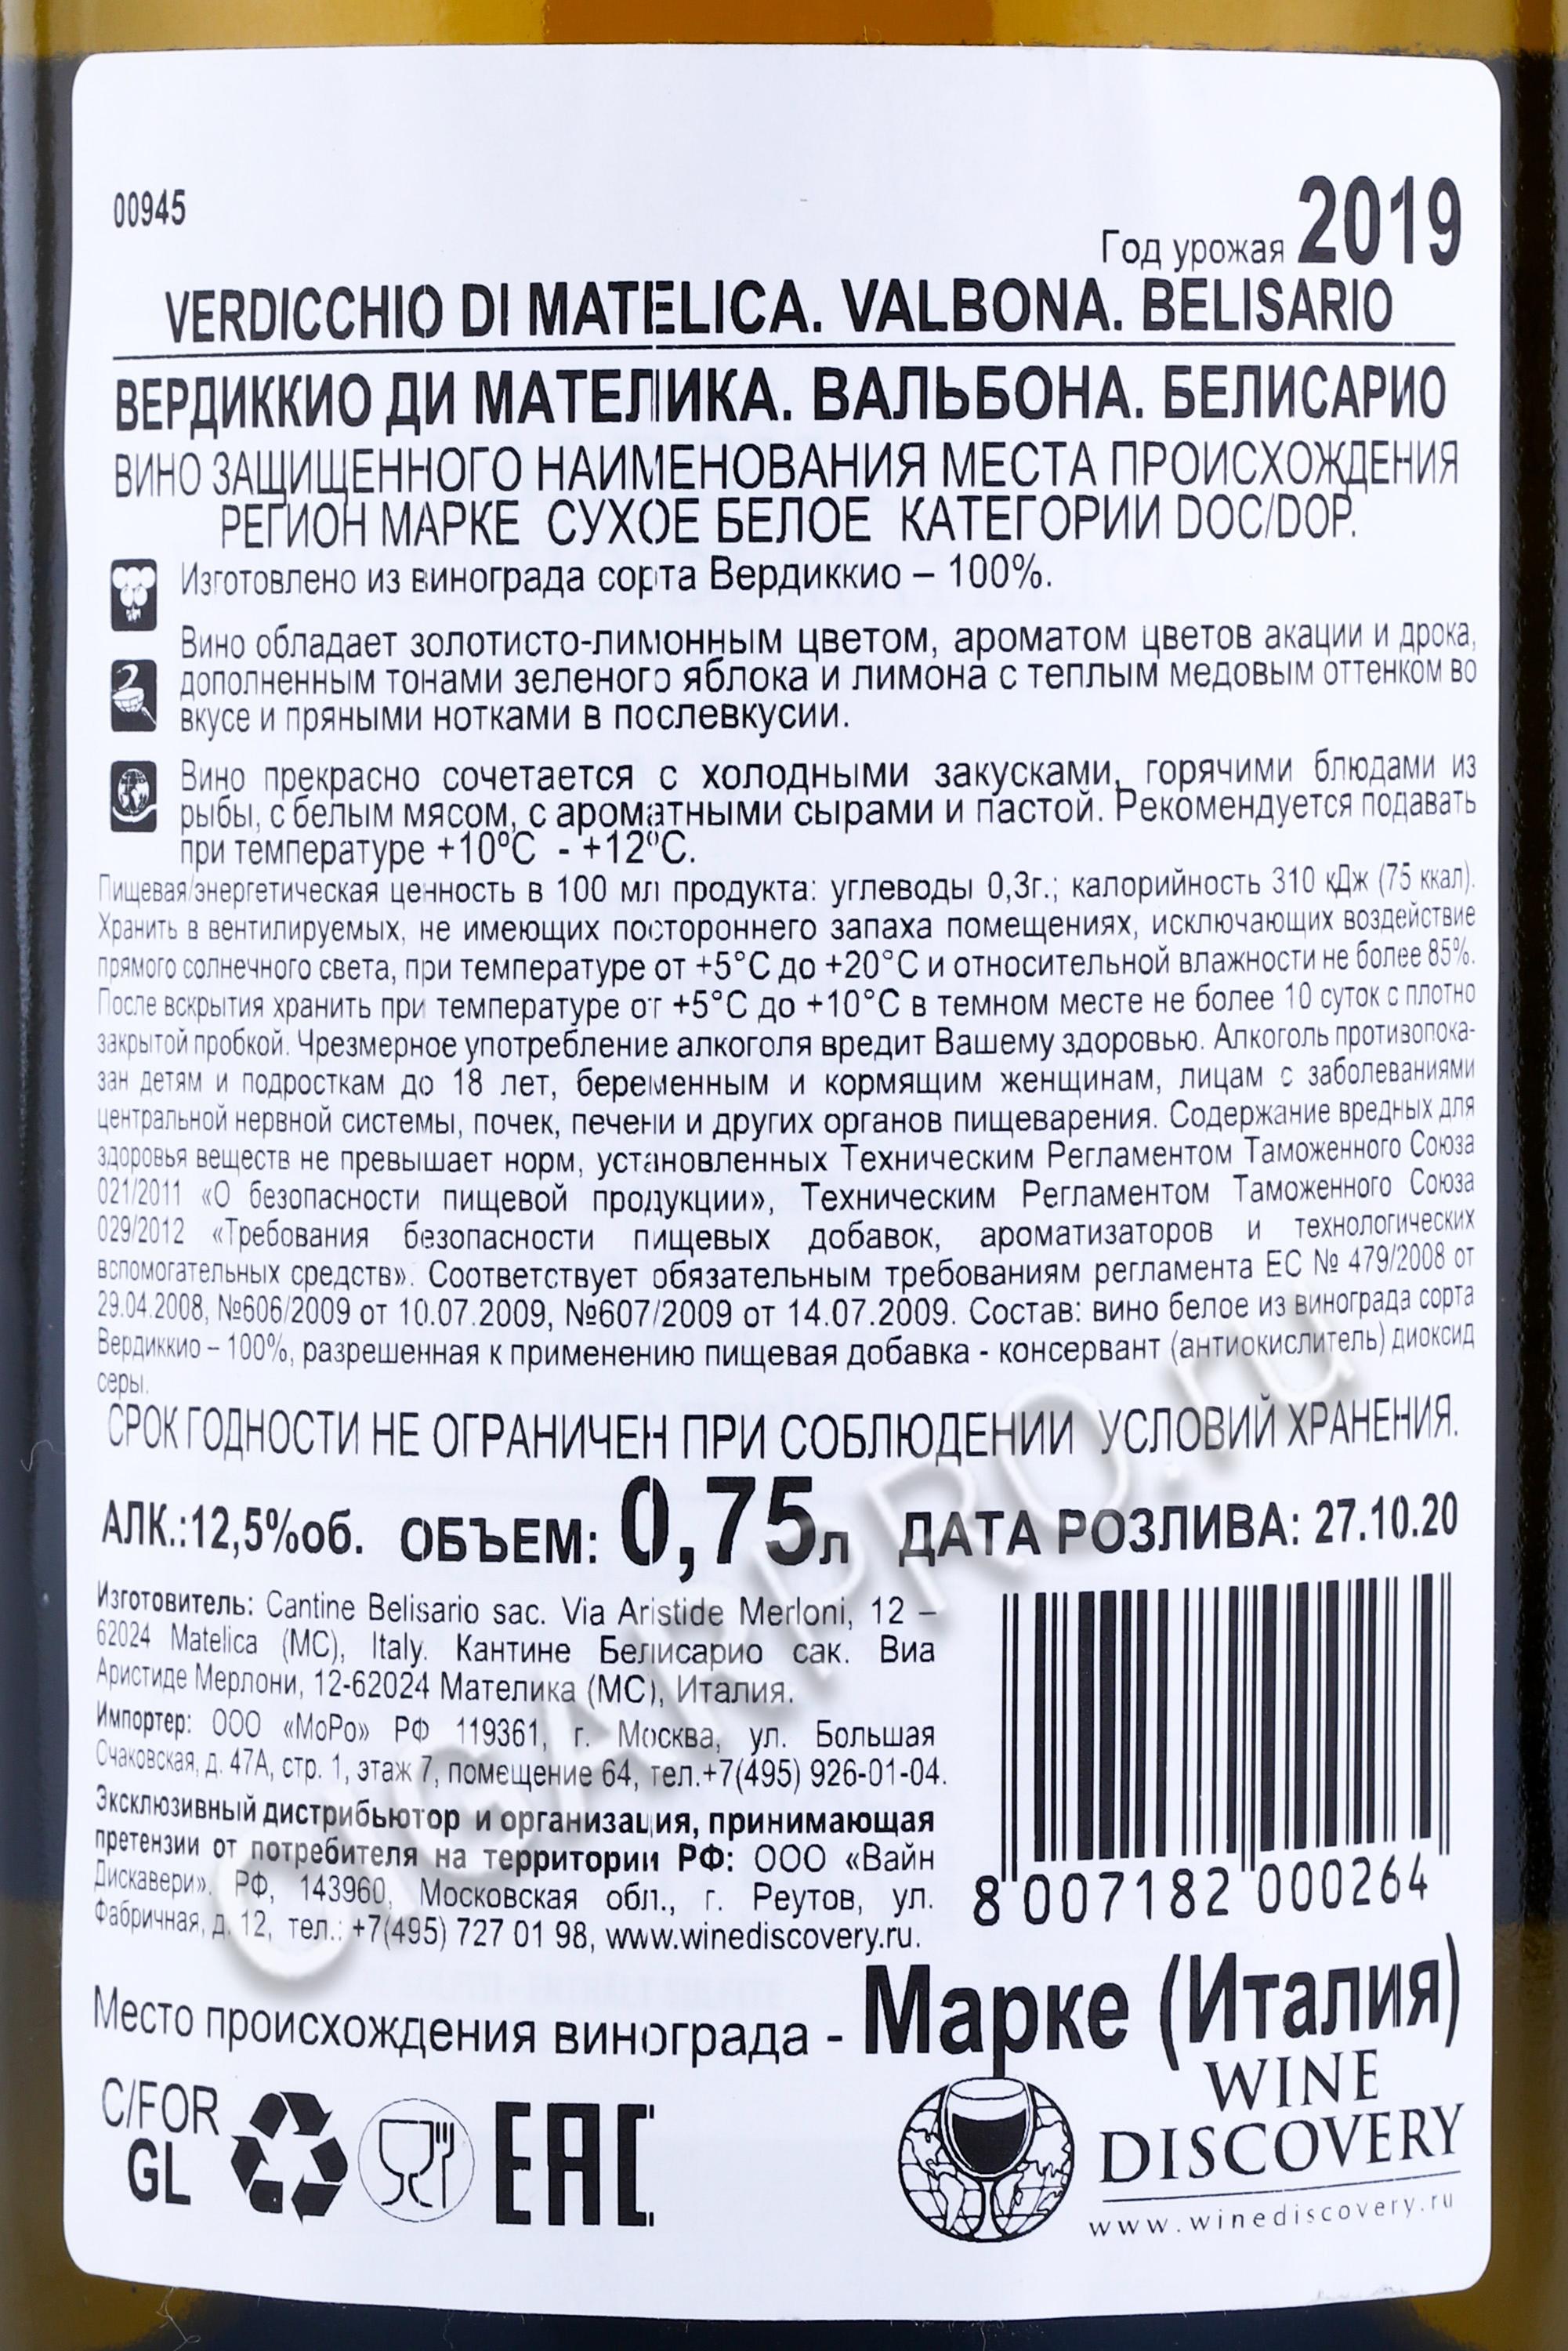 00945
Год урожая 2019
VERDICCHIO DI MATELICA. VALBONA. BELISARIO
ВЕРДИККИО ДИ МАТЕЛИКА. ВАЛЬБОНА. БЕЛИСАРИО
ВИНО ЗАЩИЩЕННОГО НАИМЕНОВАНИЯ МЕСТА ПРОИСХОЖДЕНИЯ
РЕГИОН МАРКЕ СУХОЕ БЕЛОЕ КАТЕГОРИИ DOC/DOP.
Изготовлено из винограда сорта Вердиккио – 100%.
Вино обладает золотисто-лимонным цветом, ароматом цветов акации и дрока,
дополненным тонами зеленого яблока и лимона с теплым медовым оттенком во
вкусе и пряными нотками в послевкусии.
Вино прекрасно сочетается с холодными закусками, горячими блюдами из
рыбы, с белым мясом, с ароматными сырами и пастой. Рекомендуется подавать
при температуре +10°C - +12°C.
Пищевая/энергетическая ценность в 100 мл продукта: углеводы 0,3г.; калорийность 310 кДж (75 ккал).
Хранить в вентилируемых, не имеющих постороннего запаха помещениях, исключающих воздействие
прямого солнечного света, при температуре от +5°C до +20°C и относительной влажности не более 85%.
После вскрытия хранить при температуре от +5°C до +10°C в темном месте не более 10 суток с плотно
закрытой пробкой. Чрезмерное употребление алкоголя вредит Вашему здоровью. Алкоголь противопока-
зан детям и подросткам до 18 лет, беременным и кормящим женщинам, лицам с заболеваниями
центральной нервной системы, почек, печени и других органов пищеварения. Содержание вредных для
здоровья веществ не превышает норм, установленных Техническим Регламентом Таможенного Союза
021/2011 «О безопасности пищевой продукции», Техническим Регламентом Таможенного Союза
029/2012 «Требования безопасности пищевых добавок, ароматизаторов и технологических
вспомогательных средств». Соответствует обязательным требованиям регламента ЕС № 479/2008 от
29.04.2008, №606/2009 от 10.07.2009, №607/2009 от 14.07.2009. Состав: вино белое из винограда сорта
Вердиккио – 100%, разрешенная к применению пищевая добавка - консервант (антиокислитель) диоксид
серы.
СРОК ГОДНОСТИ НЕ ОГРАНИЧЕН ПРИ СОБЛЮДЕНИИ УСЛОВИЙ ХРАНЕНИЯ.
АЛК.:12,5%об. ОБЪЕМ: 0,75л ДАТА РОЗЛИВА: 27.10.20
Изготовитель: Cantine Belisario sac. Via Aristide Merloni, 12 –
62024 Matelica (MC), Italy. Кантине Белисарио сак. Виа
Аристиде Мерлони, 12-62024 Мателика (МС), Италия.
Импортер: ООО «МоРо» РФ 119361, г. Москва, ул. Большая
Очаковская, д. 47А, стр. 1, этаж 7, помещение 64, тел.+7(495) 926-01-04.
Эксклюзивный дистрибьютор и организация, принимающая
претензии от потребителя на территории РФ: ООО «Вайн
Дискавери». РФ, 143960, Московская обл., г. Реутов, ул.
Фабричная, д. 12, тел.: +7(495) 727 01 98, www.winediscovery.ru.
8 007182 000264
Место происхождения винограда - Марке (Италия)
C/FOR
GL
EAC
WINE
DISCOVERY
www.winediscovery.ru
CIGARPRO.ru